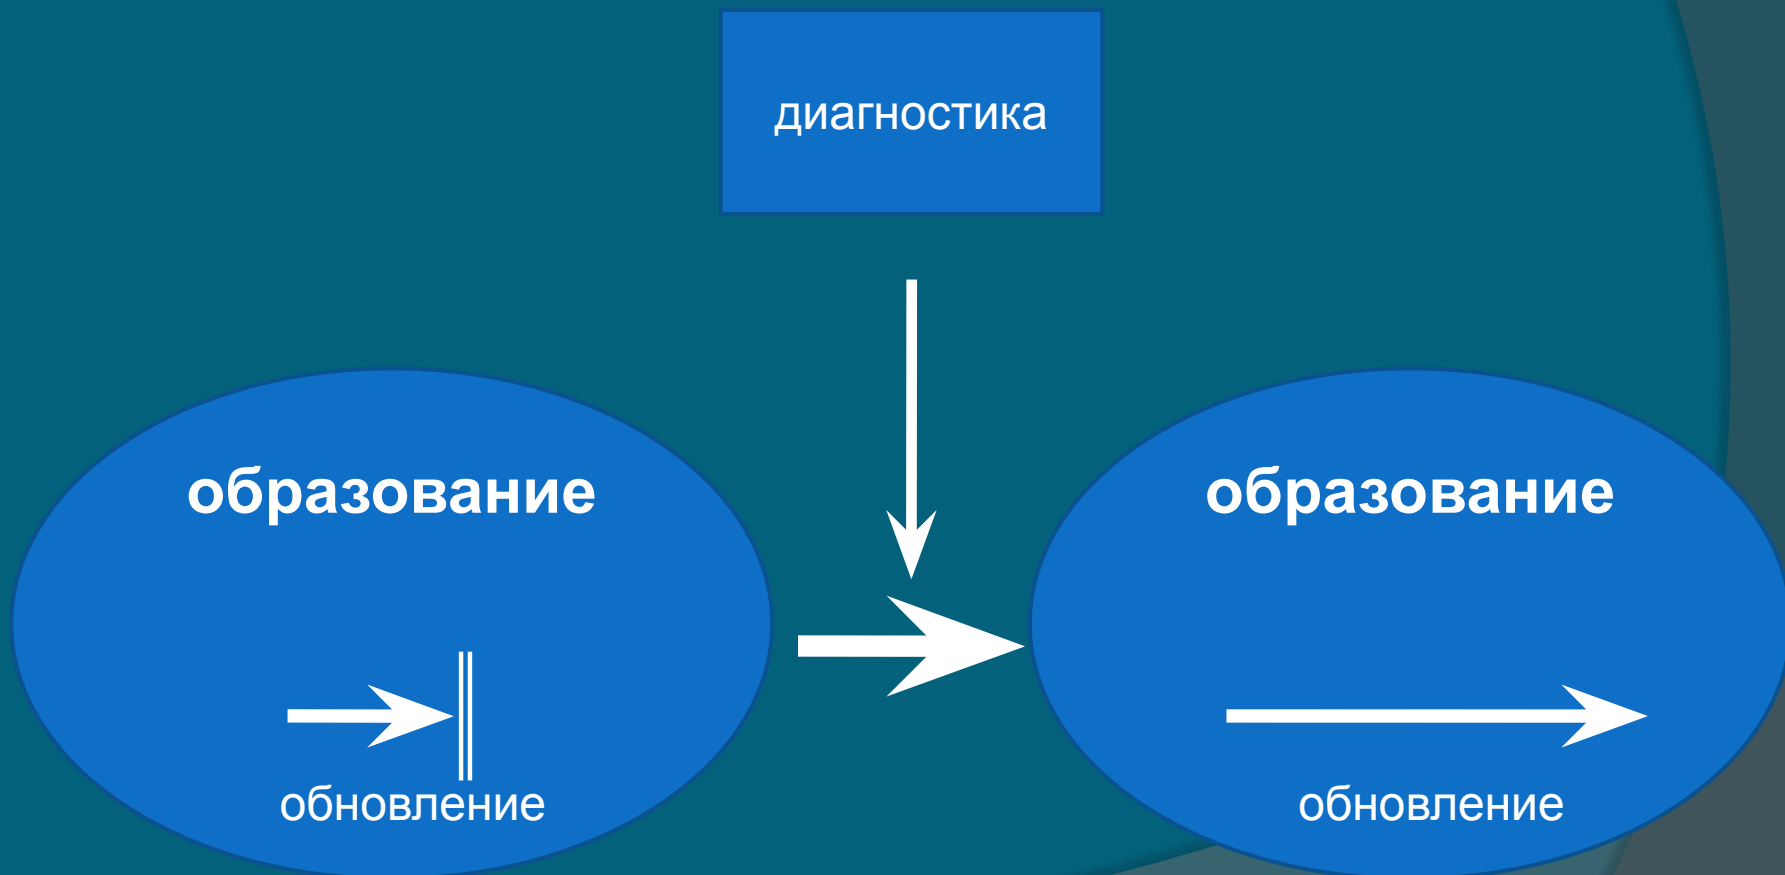 диагностика
образование
обновление
образование
обновление